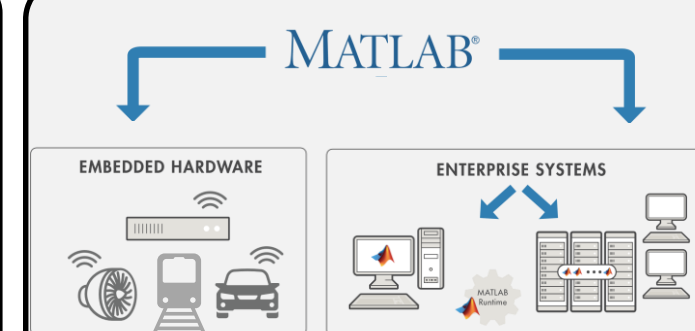 MATLAB®
EMBEDDED HARDWARE
ENTERPRISE SYSTEMS
MATLAB
Runtime